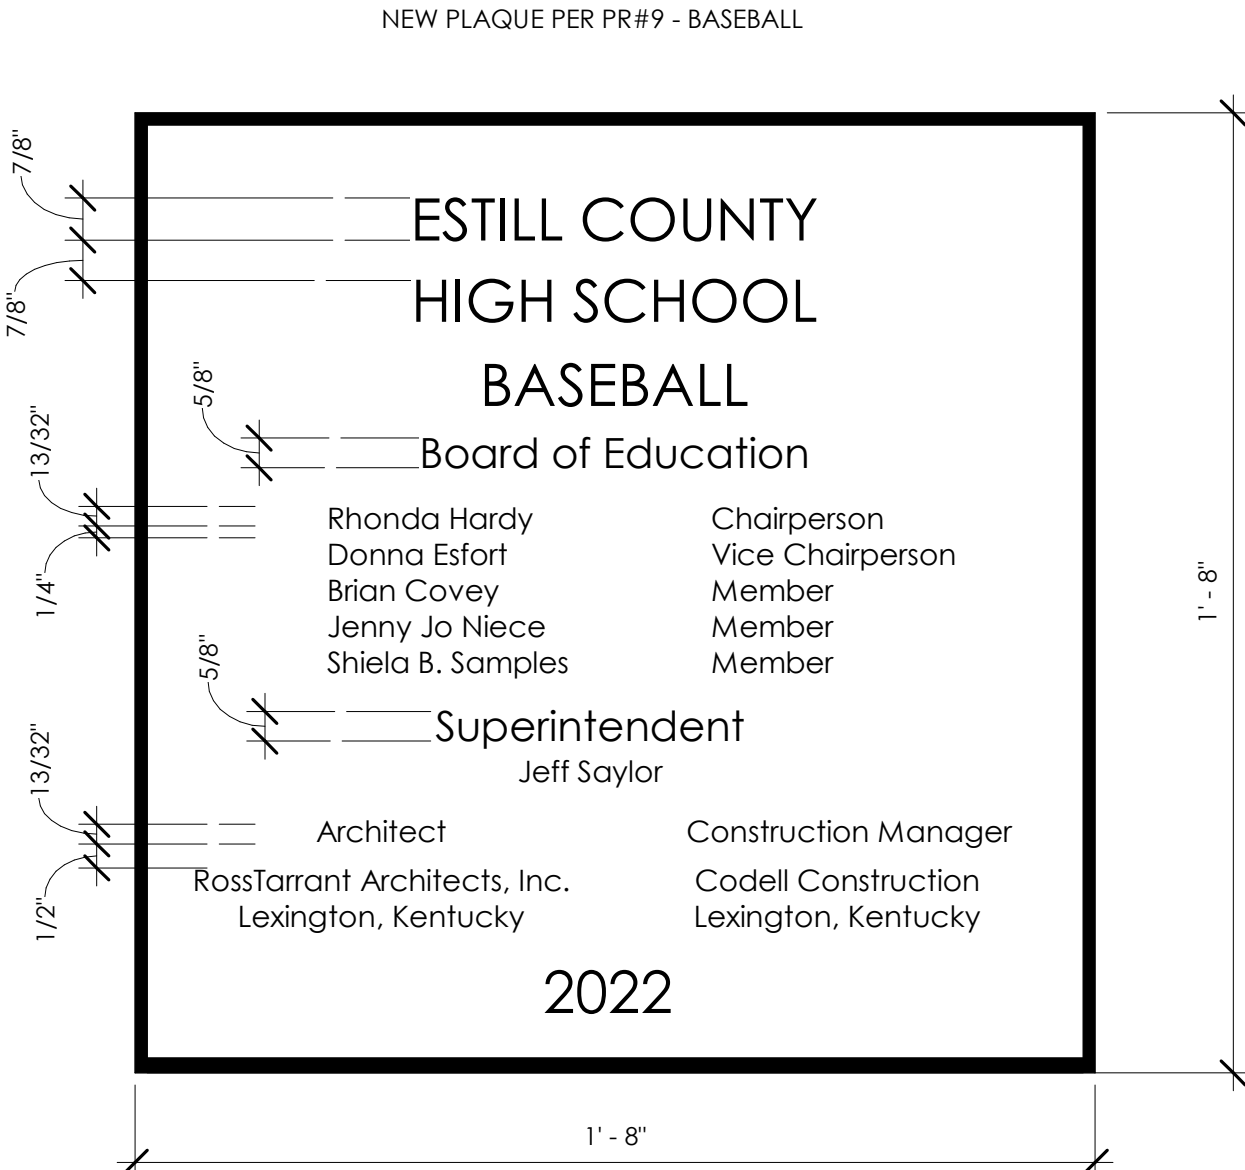 NEW PLAQUE PER PR#9 - BASEBALL
7/8"
ESTILL COUNTY
7/8"
HIGH SCHOOL
BASEBALL
5/8"
Board of Education
13/32"
Rhonda Hardy Chairperson
Donna Esfort Vice Chairperson
1/4"
Brian Covey Member
1' - 8"
Jenny Jo Niece Member
Shiela B. Samples Member
5/8"
Superintendent
Jeff Saylor
13/32"
Architect Construction Manager
RossTarrant Architects, Inc. Codell Construction
1/2"
Lexington, Kentucky Lexington, Kentucky
2022
1' - 8"